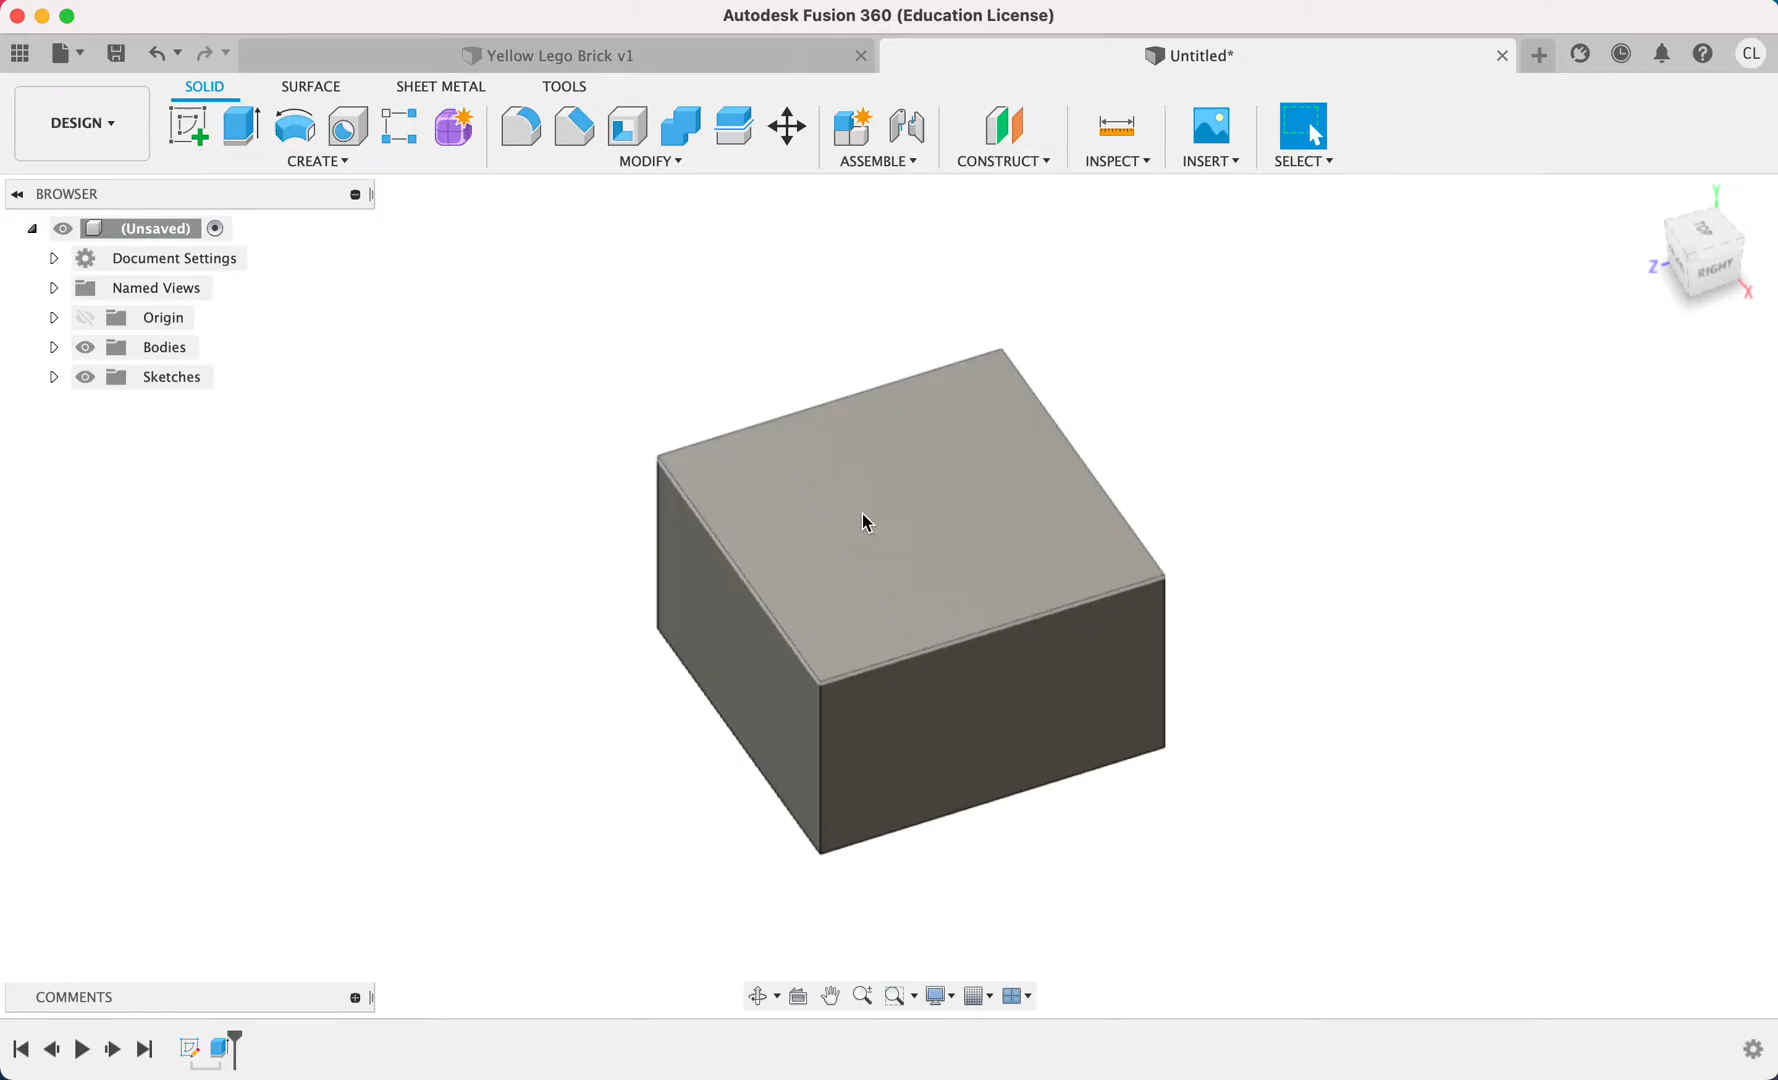 Autodesk Fusion 360 (Education License)
Yellow Lego Brick v1
Untitled*
CL
SOLID
SURFACE
SHEET METAL
TOOLS
DESIGN
CREATE
MODIFY
ASSEMBLE
CONSTRUCT
INSPECT
INSERT
SELECT
BROWSER
(Unsaved)
Document Settings
Named Views
Origin
Bodies
Sketches
Y
TOP
RIGHT
Z
X
COMMENTS